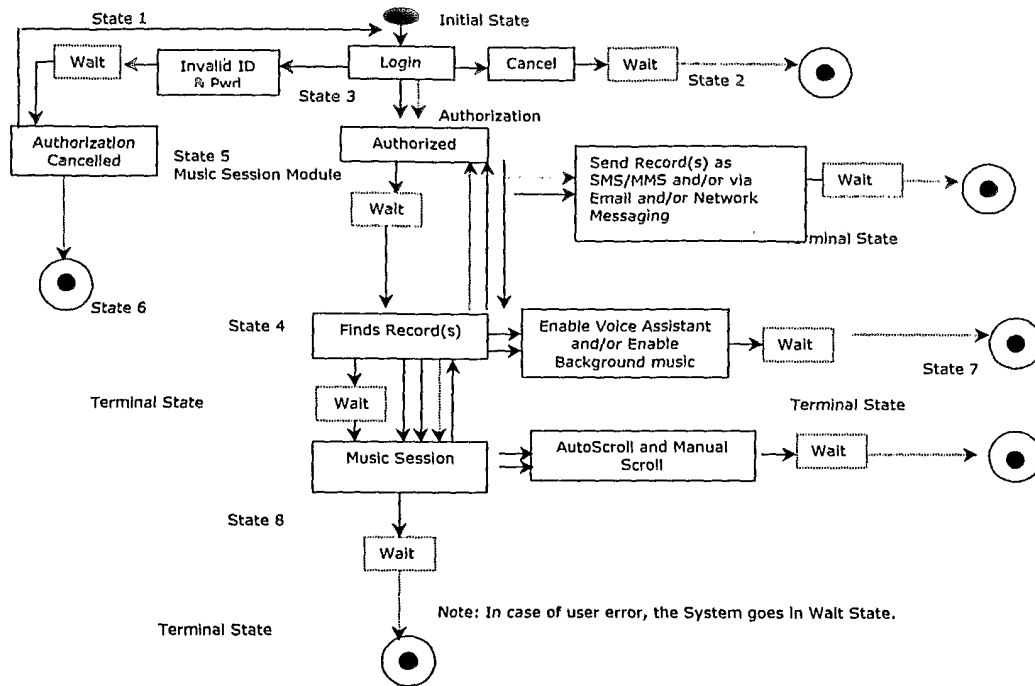 State 1
Initial State
Wait
Invalid ID
& Pwd
Login
Cancel
Wait
State 2
State 3
Authorization
Authorization
Cancelled
State 5
Music Session Module
Authorized
Send Record(s) as
SMS/MMS and/or via
Email and/or Network
Messaging
Wait
Wait
Terminal State
State 6
State 4
Finds Record(s)
Enable Voice Assistant
and/or Enable
Background music
Wait
State 7
Terminal State
Wait
Terminal State
Music Session
AutoScroll and Manual
Scroll
Wait
State 8
Wait
Note: In case of user error, the System goes in Wait State.
Terminal State